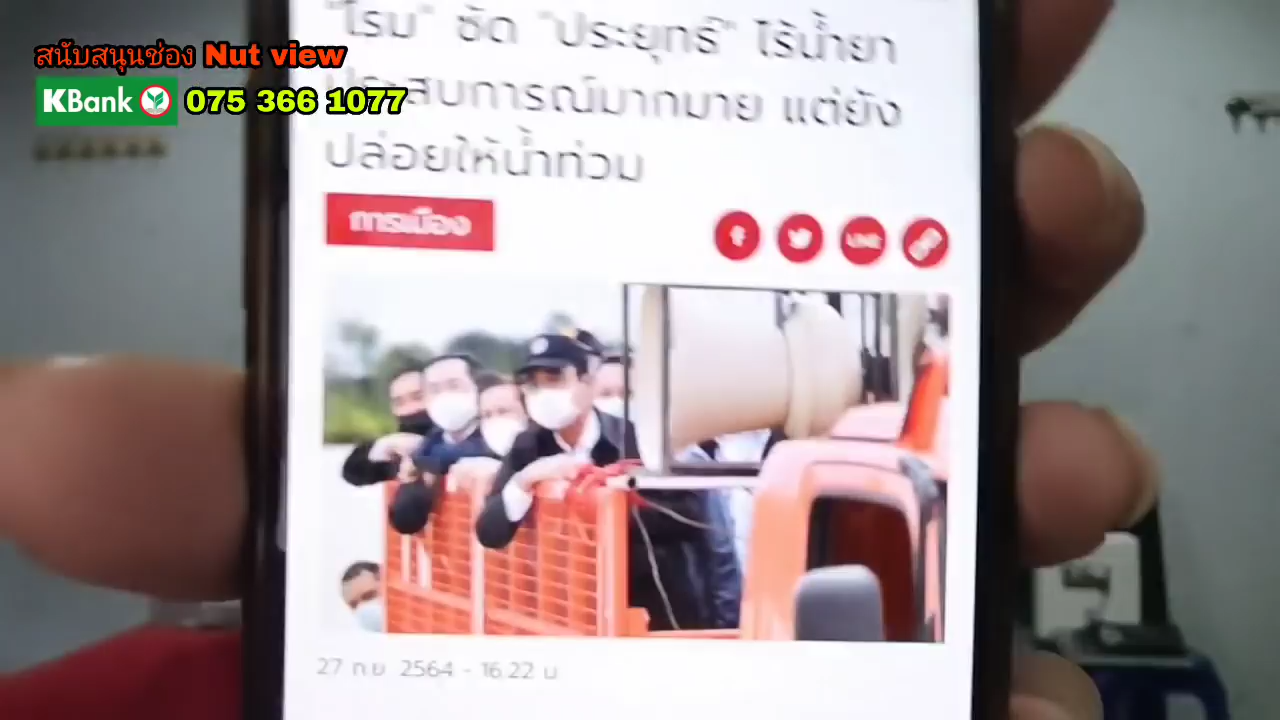 สนับสนุนช่อง Nut view
KBank 075 366 1077
"โรม" ซัด "ประยุทธ์" ไร้น้ำยา
ประสบการณ์มากมาย แต่ยัง
ปล่อยให้น้ำท่วม
การเมือง
LINE
27 ก.ย. 2564 - 16.22 น.